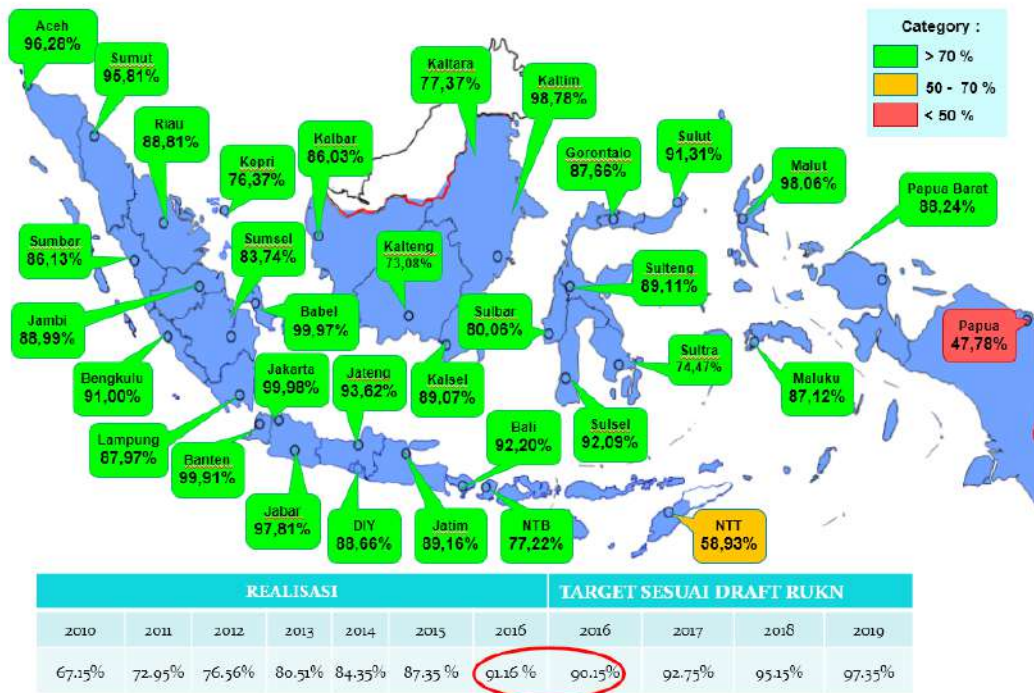 Aceh
96,28%
Sumut
95,81%
Riau
88,81%
Kopri
76,37%
Kalbar
86,03%
Kaltara
77,37%
Kaltim
98,78%
Gorontalo
87,66%
Sulut
91,31%
Malut
98,06%
Papua Barat
88,24%
Category :
> 70 %
50 - 70 %
< 50 %
Sumbar
86,13%
Sumsel
83,74%
Kalteng
73,08%
Sulteng
89,11%
Jambi
88,99%
Babel
99,97%
Sulbar
80,06%
Papua
47,78%
Bengkulu
91,00%
Jakarta
99,98%
Jateng
93,62%
Kalsel
89,07%
Sultra
74,47%
Maluku
87,12%
Lampung
87,97%
Banten
99,91%
Bali
92,20%
Sulsel
92,09%
Jabar
97,81%
DIY
88,66%
Jatim
89,16%
NTB
77,22%
NTT
58,93%
REALISASI TARGET SESUAI DRAFT RUKN
2010 2011 2012 2013 2014 2015 2016 2016 2017 2018 2019
67.15% 72.95% 76.56% 80.51% 84.35% 87.35 % 91.16 % 90.15% 92.75% 95.15% 97.35%